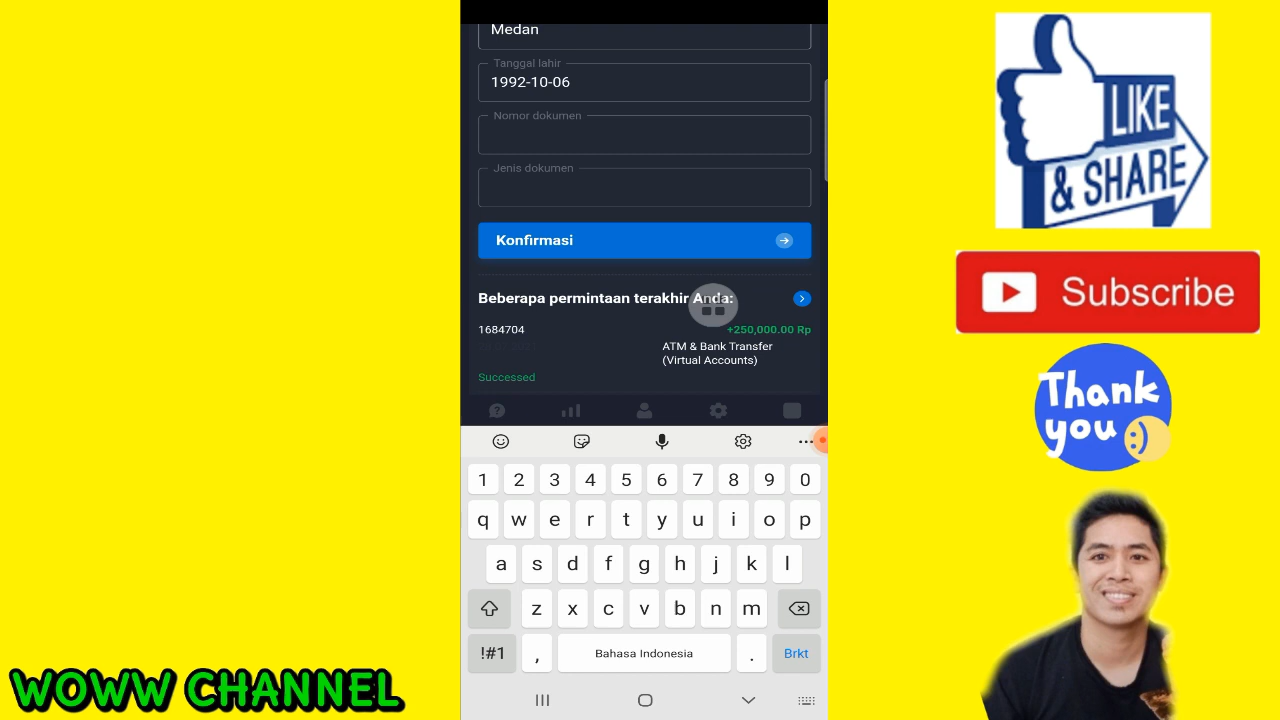 Medan
Tanggal lahir
1992-10-06
Nomor dokumen
Jenis dokumen
Konfirmasi
Beberapa permintaan terakhir Anda:
1684704
+250,000.00 Rp
ATM & Bank Transfer
(Virtual Accounts)
Successed
1 2 3 4 5 6 7 8 9 0
q w e r t y u i o p
a s d f g h j k l
z x c v b n m
!#1 , Bahasa Indonesia . Brkt
LIKE
& SHARE
Subscribe
Thank
you
WOWW CHANNEL